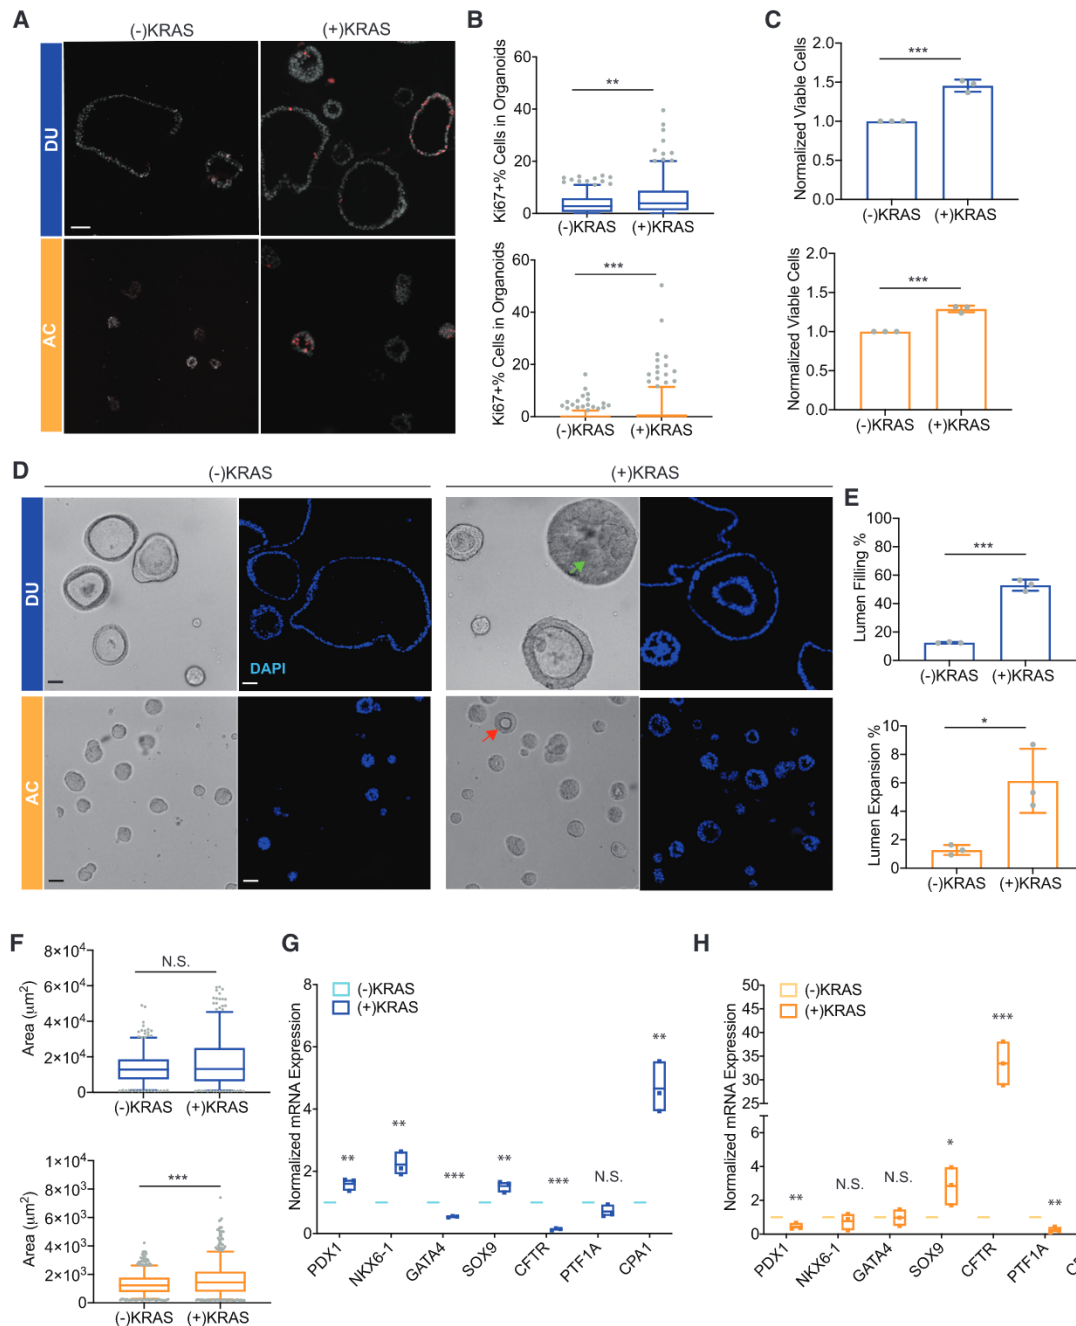 A
(-)KRAS
(+)KRAS
DU
AC
B
Ki67+% Cells in Organoids
60
40
20
0
**
(-)KRAS
(+)KRAS
Ki67+% Cells in Organoids
60
40
20
0
***
(-)KRAS
(+)KRAS
C
Normalized Viable Cells
2.0
1.5
1.0
0.5
0.0
***
(-)KRAS
(+)KRAS
Normalized Viable Cells
2.0
1.5
1.0
0.5
0.0
***
(-)KRAS
(+)KRAS
D
(-)KRAS
(+)KRAS
DU
DAPI
AC
E
Lumen Filling %
100
80
60
40
20
0
***
(-)KRAS
(+)KRAS
Lumen Expansion %
10
8
6
4
2
0
*
(-)KRAS
(+)KRAS
F
Area (μm²)
8×10⁴
6×10⁴
4×10⁴
2×10⁴
0
N.S.
(-)KRAS
(+)KRAS
Area (μm²)
1×10⁴
8×10³
6×10³
4×10³
2×10³
0
***
(-)KRAS
(+)KRAS
G
Normalized mRNA Expression
8
6
4
2
0
(-)KRAS
(+)KRAS
**
**
***
**
***
N.S.
**
PDX1
NKX6-1
GATA4
SOX9
CFTR
PTF1A
CPA1
H
Normalized mRNA Expression
50
45
40
35
30
25
6
4
2
0
(-)KRAS
(+)KRAS
**
N.S.
N.S.
*
***
**
PDX1
NKX6-1
GATA4
SOX9
CFTR
PTF1A